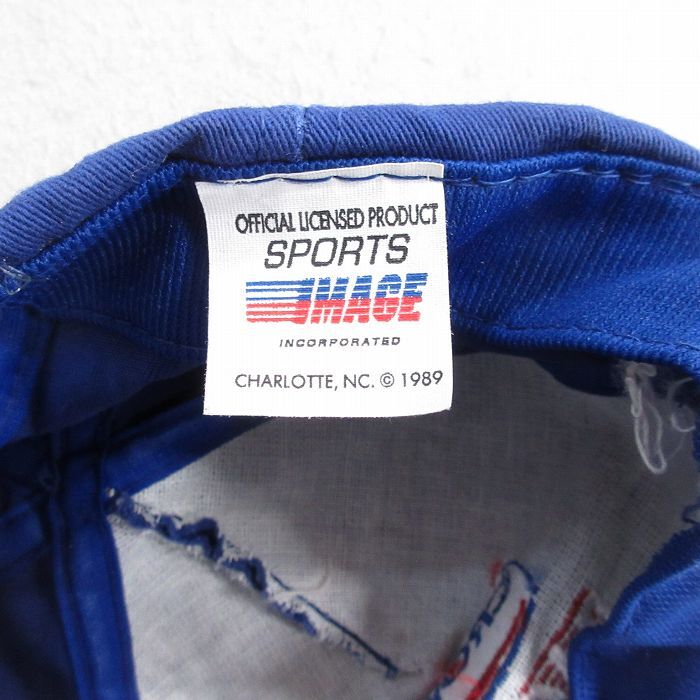 OFFICIAL LICENSED PRODUCT
SPORTS
IMAGE
INCORPORATED
CHARLOTTE, NC. © 1989